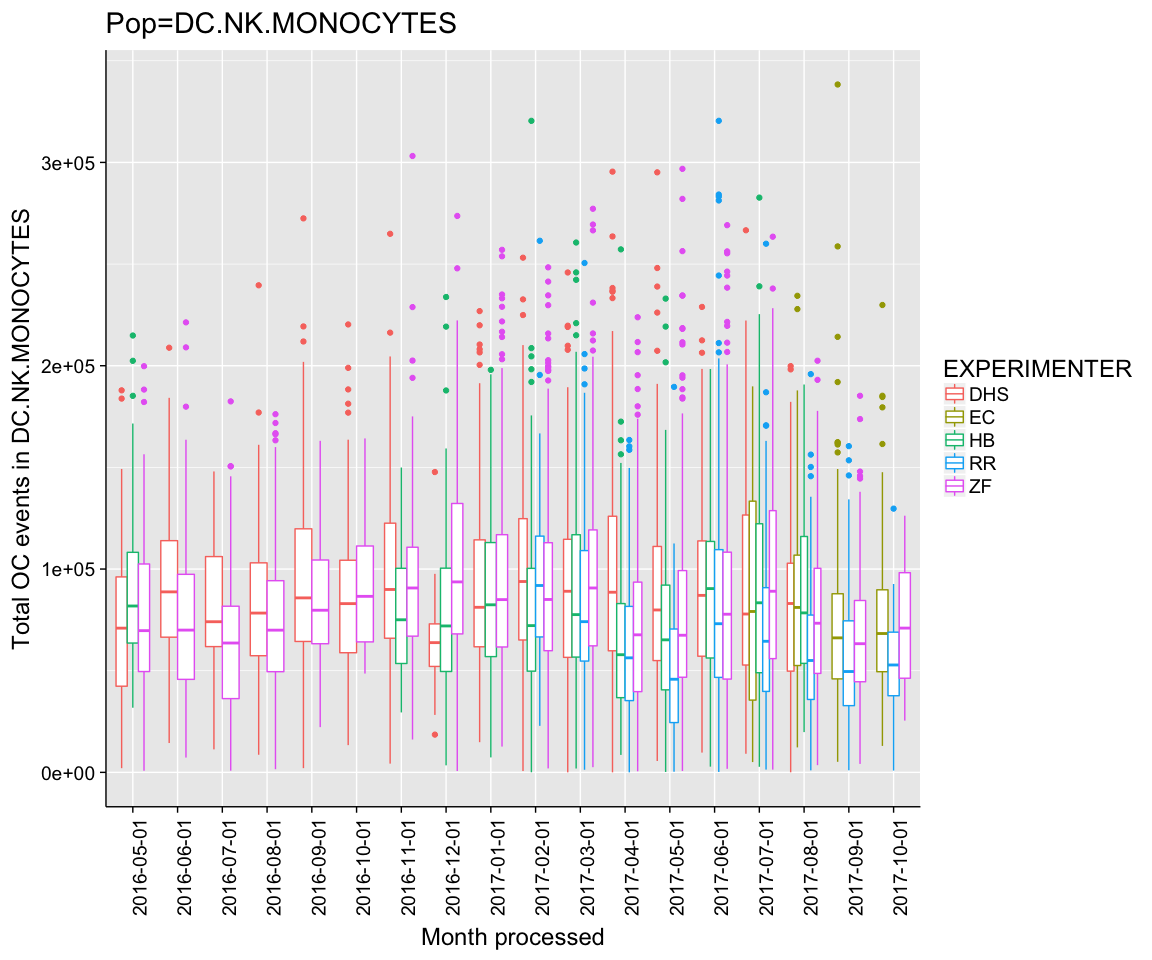 Pop=DC.NK.MONOCYTES
Total OC events in DC.NK.MONOCYTES
3e+05
2e+05
1e+05
0e+00
2016-05-01
2016-06-01
2016-07-01
2016-08-01
2016-09-01
2016-10-01
2016-11-01
2016-12-01
2017-01-01
2017-02-01
2017-03-01
2017-04-01
2017-05-01
2017-06-01
2017-07-01
2017-08-01
2017-09-01
2017-10-01
Month processed
EXPERIMENTER
DHS
EC
HB
RR
ZF